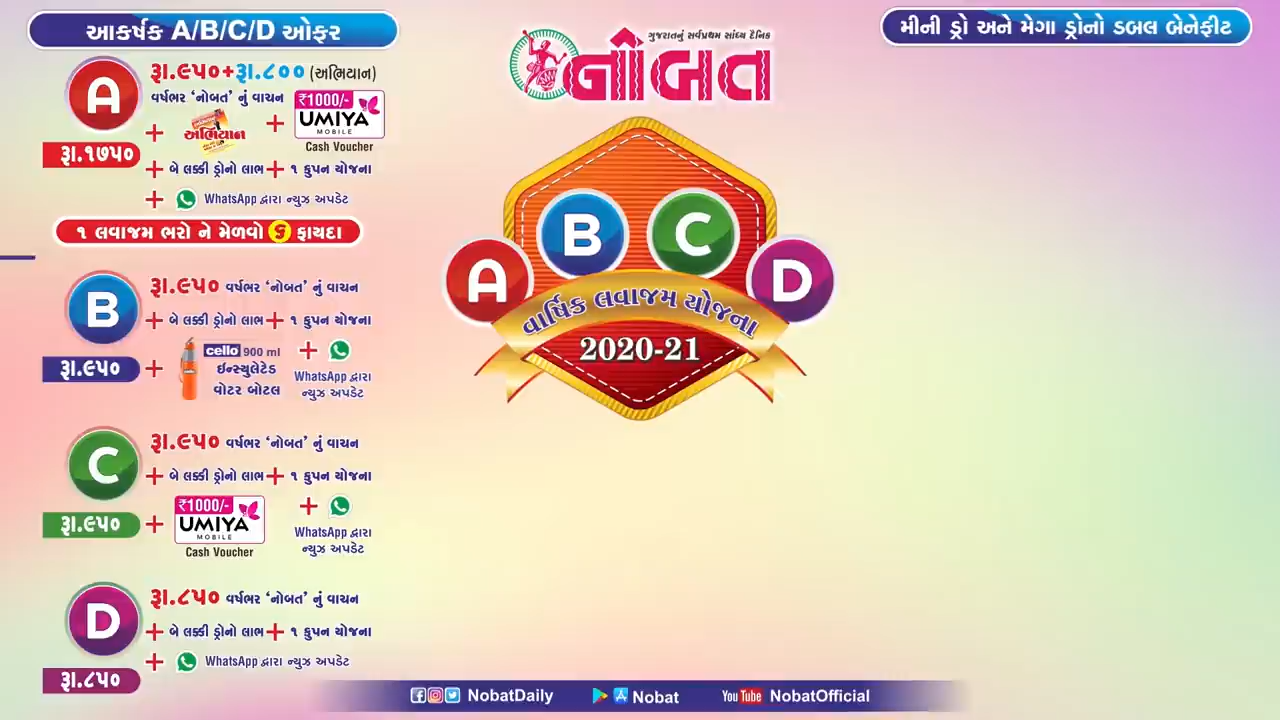 આકર્ષક A/B/C/D ઓફર
A
રૂા.૯૫૦+રૂા.૮૦૦ (અભિયાન)
વર્ષભર ‘નોબત’ નું વાચન
+ અભિયાન + ₹1000/- UMIYA MOBILE
Cash Voucher
રૂા.૧૭૫૦
+ બે લક્કી ડ્રોનો લાભ + ૧ કુપન યોજના
+ WhatsApp દ્વારા ન્યુઝ અપડેટ
૧ લવાજમ ભરો ને મેળવો ૬ ફાયદા
B
રૂા.૯૫૦ વર્ષભર ‘નોબત’ નું વાચન
+ બે લક્કી ડ્રોનો લાભ + ૧ કુપન યોજના
રૂા.૯૫૦
+ cello 900 ml
ઈન્સ્યુલેટેડ
વોટર બોટલ
+
WhatsApp દ્વારા
ન્યુઝ અપડેટ
C
રૂા.૯૫૦ વર્ષભર ‘નોબત’ નું વાચન
+ બે લક્કી ડ્રોનો લાભ + ૧ કુપન યોજના
રૂા.૯૫૦
+ ₹1000/-
UMIYA
MOBILE
Cash Voucher
+
WhatsApp દ્વારા
ન્યુઝ અપડેટ
D
રૂા.૮૫૦ વર્ષભર ‘નોબત’ નું વાચન
+ બે લક્કી ડ્રોનો લાભ + ૧ કુપન યોજના
+ WhatsApp દ્વારા ન્યુઝ અપડેટ
રૂા.૮૫૦
ગુજરાતનું સર્વપ્રથમ સાંધ્ય દૈનિક
નોબત
A B C D
વાર્ષિક લવાજમ યોજના
2020-21
મીની ડ્રો અને મેગા ડ્રોનો ડબલ બેનેફીટ
NobatDaily Nobat YouTube NobatOfficial